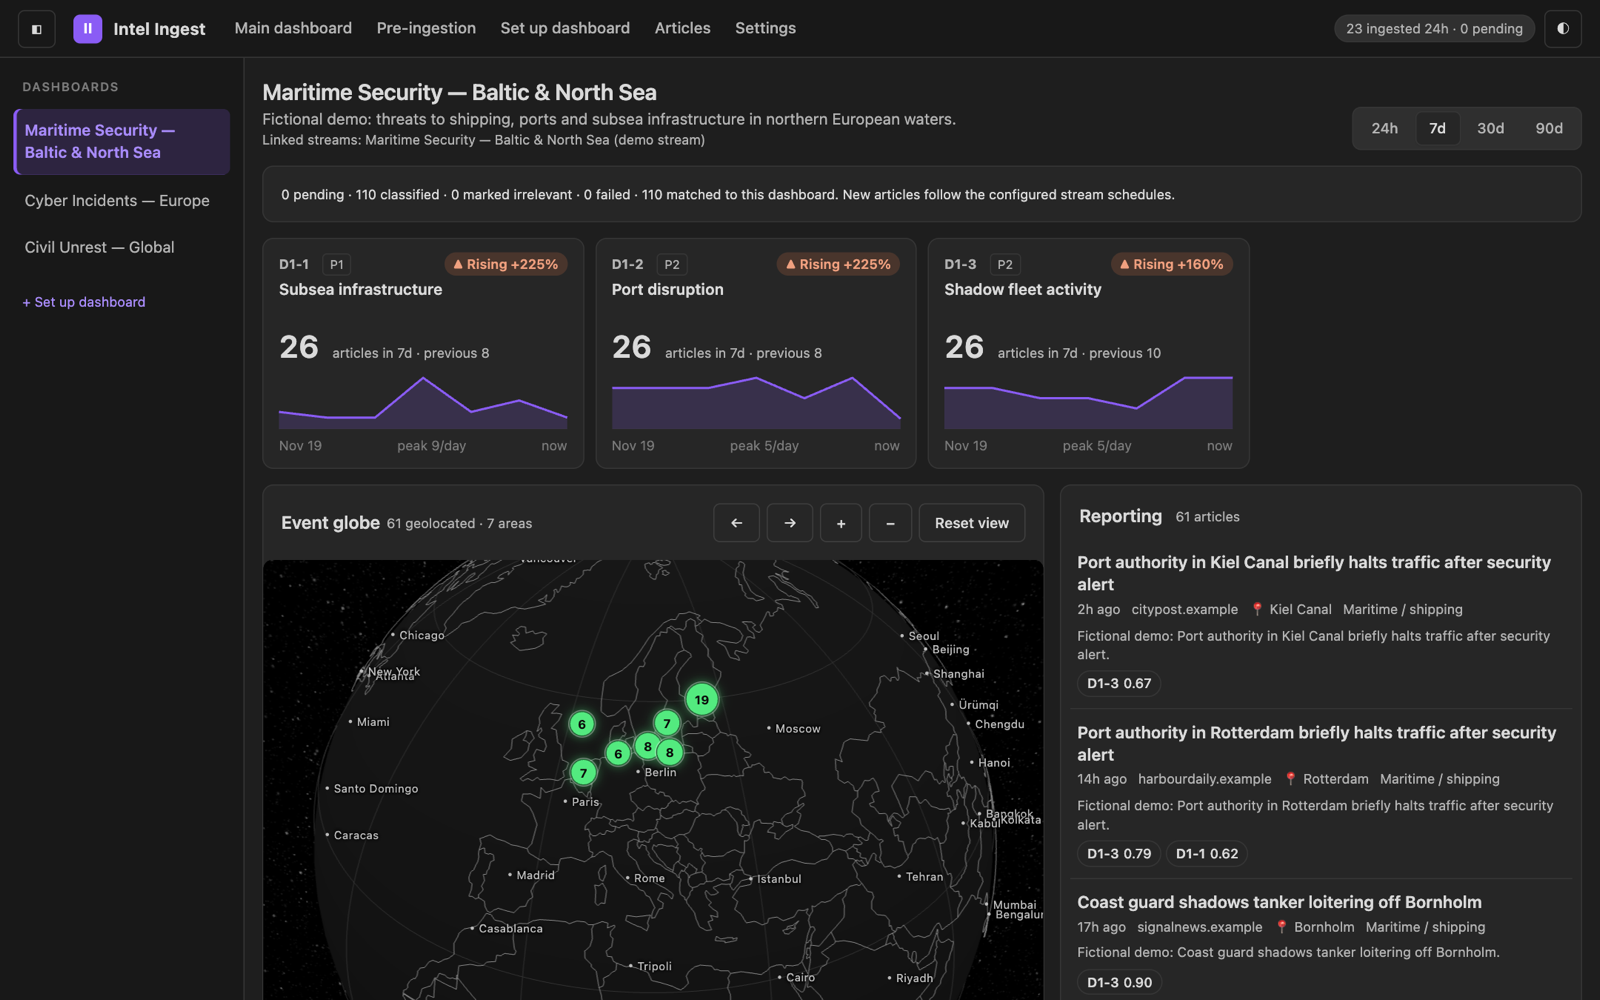 Intel Ingest
Main dashboard
Pre-ingestion
Set up dashboard
Articles
Settings
23 ingested 24h · 0 pending
DASHBOARDS
Maritime Security —
Baltic & North Sea
Cyber Incidents — Europe
Civil Unrest — Global
+ Set up dashboard
Maritime Security — Baltic & North Sea
Fictional demo: threats to shipping, ports and subsea infrastructure in northern European waters.
Linked streams: Maritime Security — Baltic & North Sea (demo stream)
24h
7d
30d
90d
0 pending · 110 classified · 0 marked irrelevant · 0 failed · 110 matched to this dashboard. New articles follow the configured stream schedules.
D1-1 P1 ▲ Rising +225%
Subsea infrastructure
26 articles in 7d · previous 8
Nov 19 peak 9/day now
D1-2 P2 ▲ Rising +225%
Port disruption
26 articles in 7d · previous 8
Nov 19 peak 5/day now
D1-3 P2 ▲ Rising +160%
Shadow fleet activity
26 articles in 7d · previous 10
Nov 19 peak 5/day now
Event globe 61 geolocated · 7 areas
← → + − Reset view
Vancouver
Chicago
New York
Atlanta
Miami
Santo Domingo
Caracas
Seoul
Beijing
Shanghai
Ürümqi
Chengdu
Hanoi
Bangkok
Kabul
Kolkata
Moscow
19
6
7
6
8
8
7
Berlin
Paris
Madrid
Rome
Istanbul
Tehran
Mumbai
Bengalur
Casablanca
Tripoli
Cairo
Riyadh
Reporting 61 articles
Port authority in Kiel Canal briefly halts traffic after security
alert
2h ago citypost.example 📍 Kiel Canal Maritime / shipping
Fictional demo: Port authority in Kiel Canal briefly halts traffic after security
alert.
D1-3 0.67
Port authority in Rotterdam briefly halts traffic after security
alert
14h ago harbourdaily.example 📍 Rotterdam Maritime / shipping
Fictional demo: Port authority in Rotterdam briefly halts traffic after security
alert.
D1-3 0.79 D1-1 0.62
Coast guard shadows tanker loitering off Bornholm
17h ago signalnews.example 📍 Bornholm Maritime / shipping
Fictional demo: Coast guard shadows tanker loitering off Bornholm.
D1-3 0.90